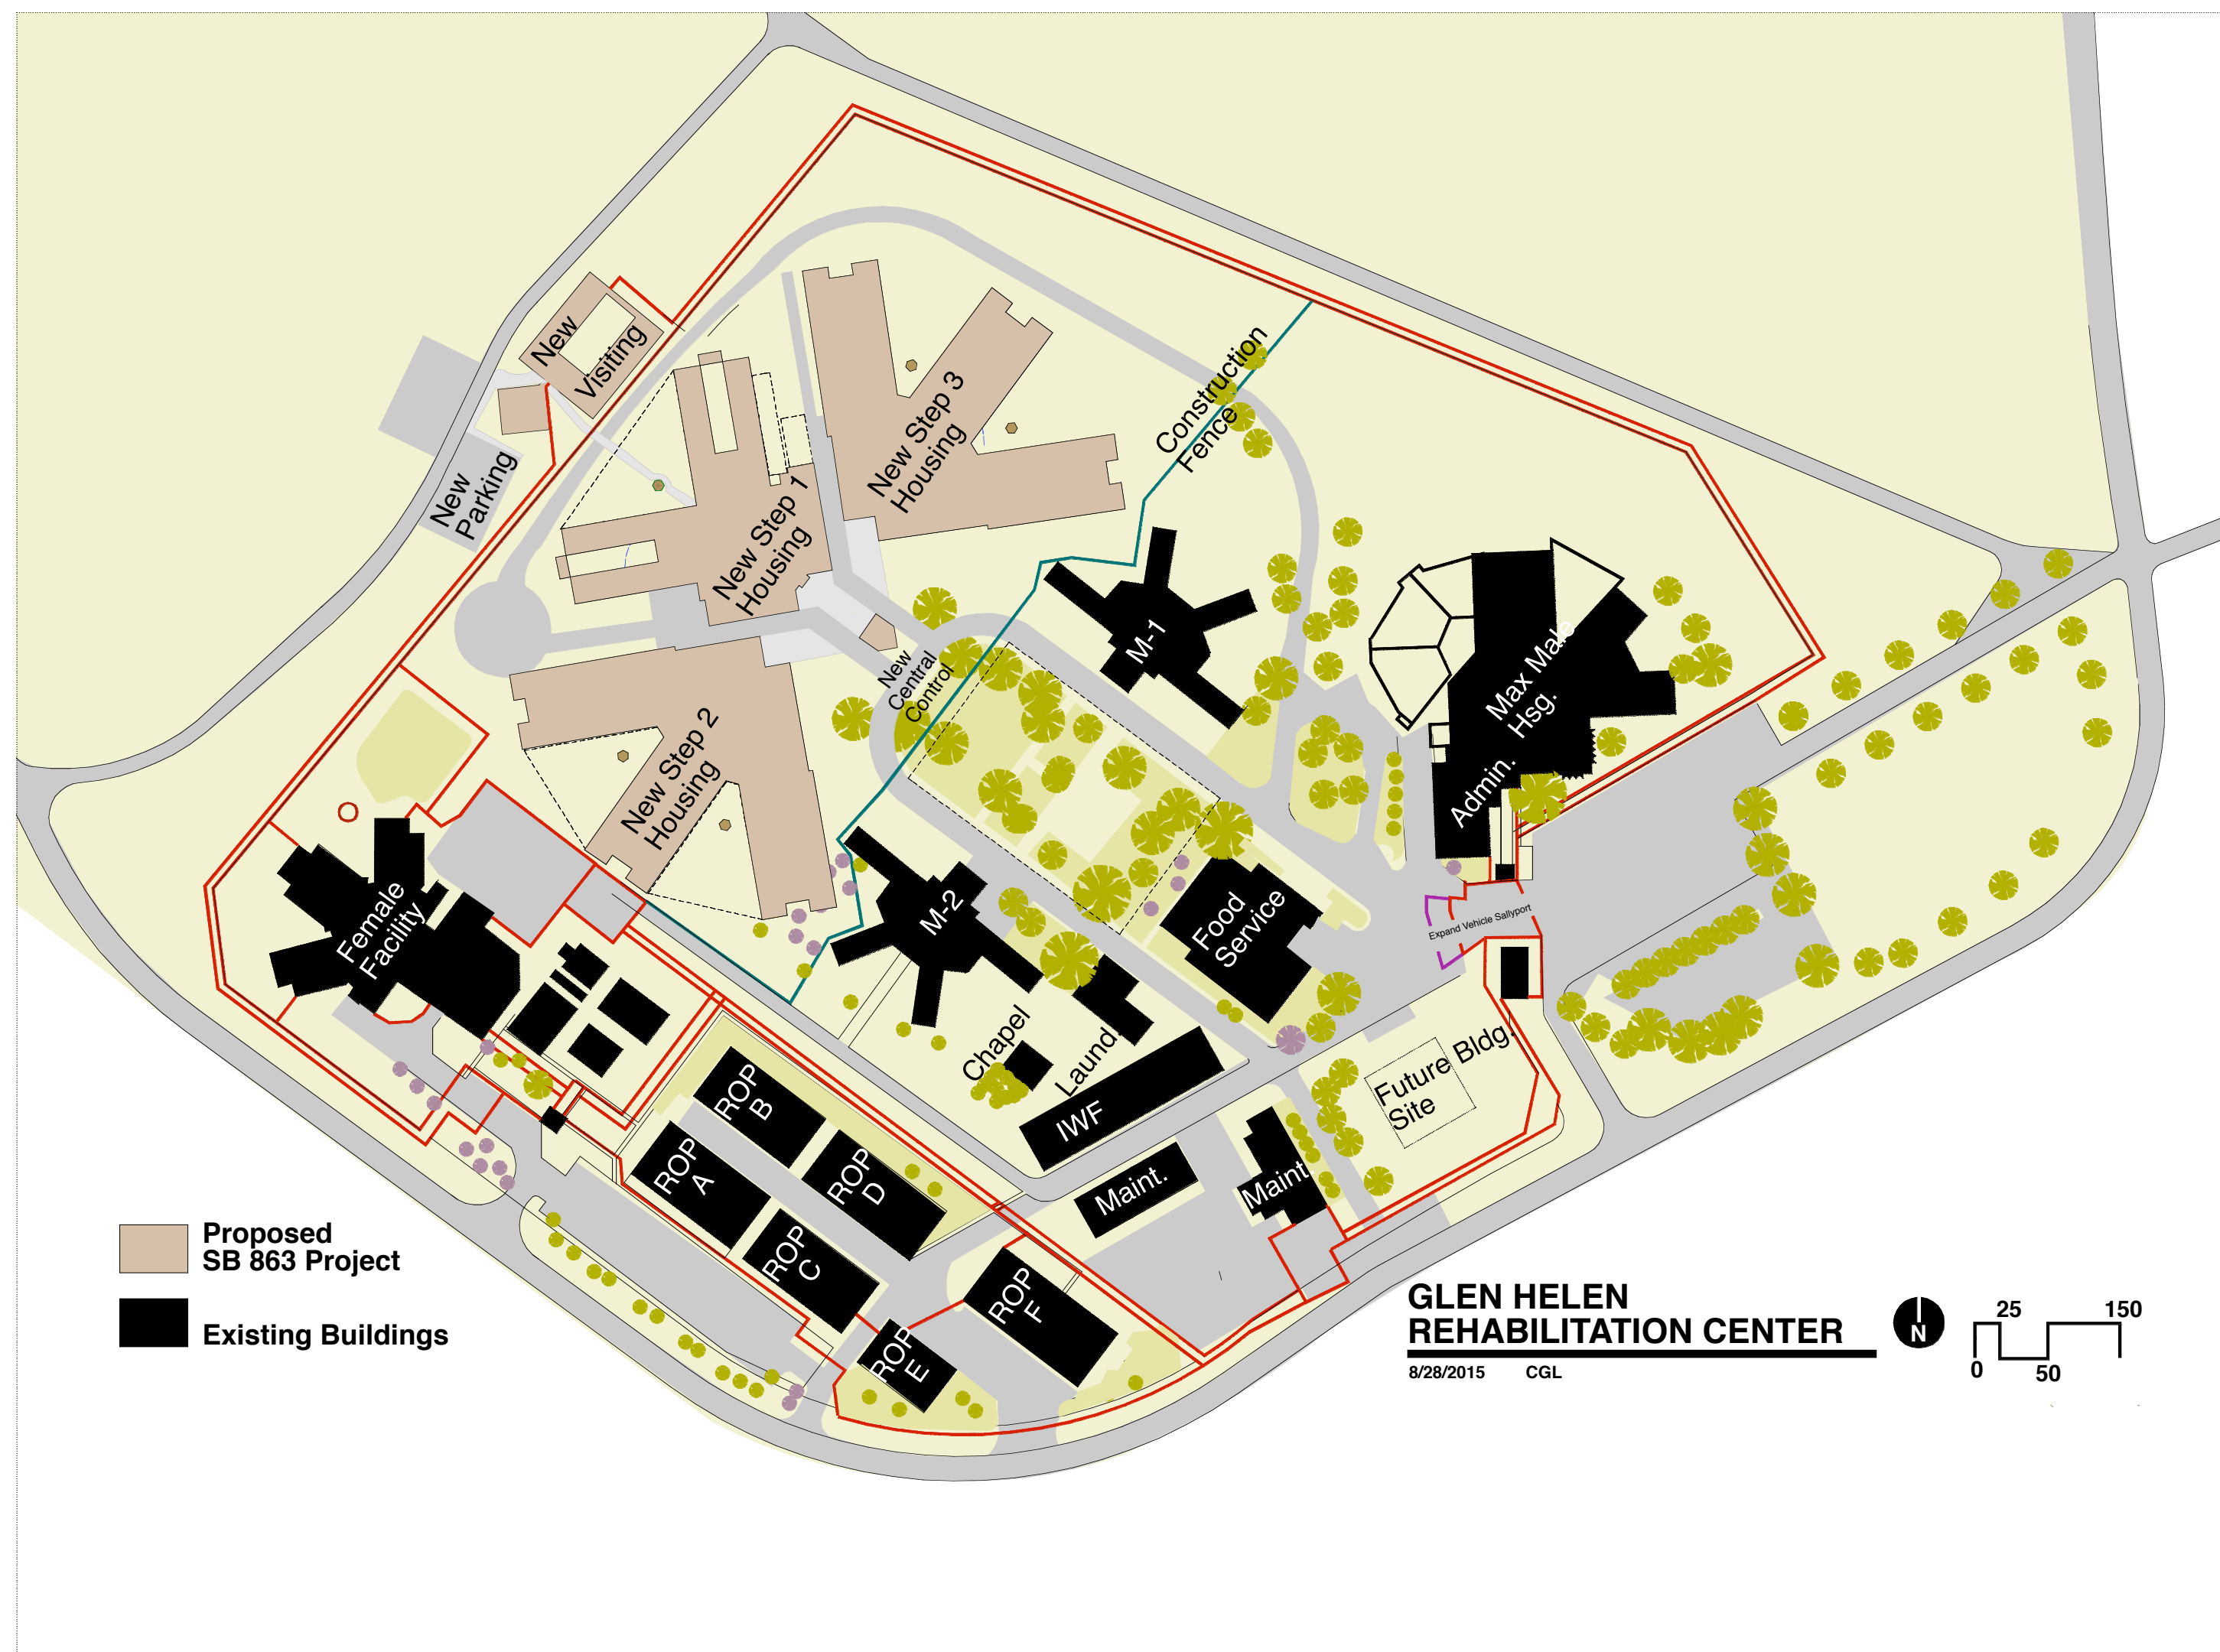 New
Visiting
New
Parking
New Step 1
Housing
New Step 3
Housing
Construction
Fence
New
Central
Control
New Step 2
Housing
M-1
Max Male
Hsg.
Admin.
Expand Vehicle Sallyport
Female
Facility
M-2
Food
Service
Chapel
Laund.
IWF
Future Bldg.
Site
ROP
B
ROP
A
ROP
D
ROP
C
ROP
E
ROP
F
Maint.
Maint
Proposed
SB 863 Project
Existing Buildings
GLEN HELEN
REHABILITATION CENTER
8/28/2015 CGL
N
25 150
0 50